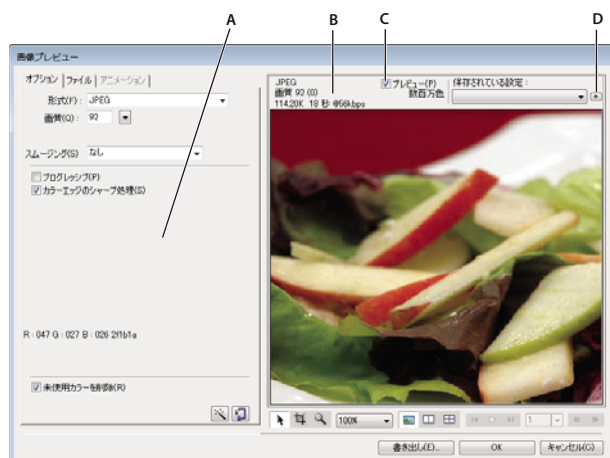 A B C D
画像プレビュー
オプション ファイル アニメーション
形式(F): JPEG
画質(Q): 92
スムージング(S) なし
プログレッシブ(P)
カラーエッジのシャープ処理(S)
R : 047 G : 027 B : 026 2f1b1a
未使用カラーを削除(R)
JPEG
画質 92 (0)
114.20K 18 秒 @56kbps
プレビュー(P)
数百万色
保存されている設定:
100%
1
書き出し(E)... OK キャンセル(C)